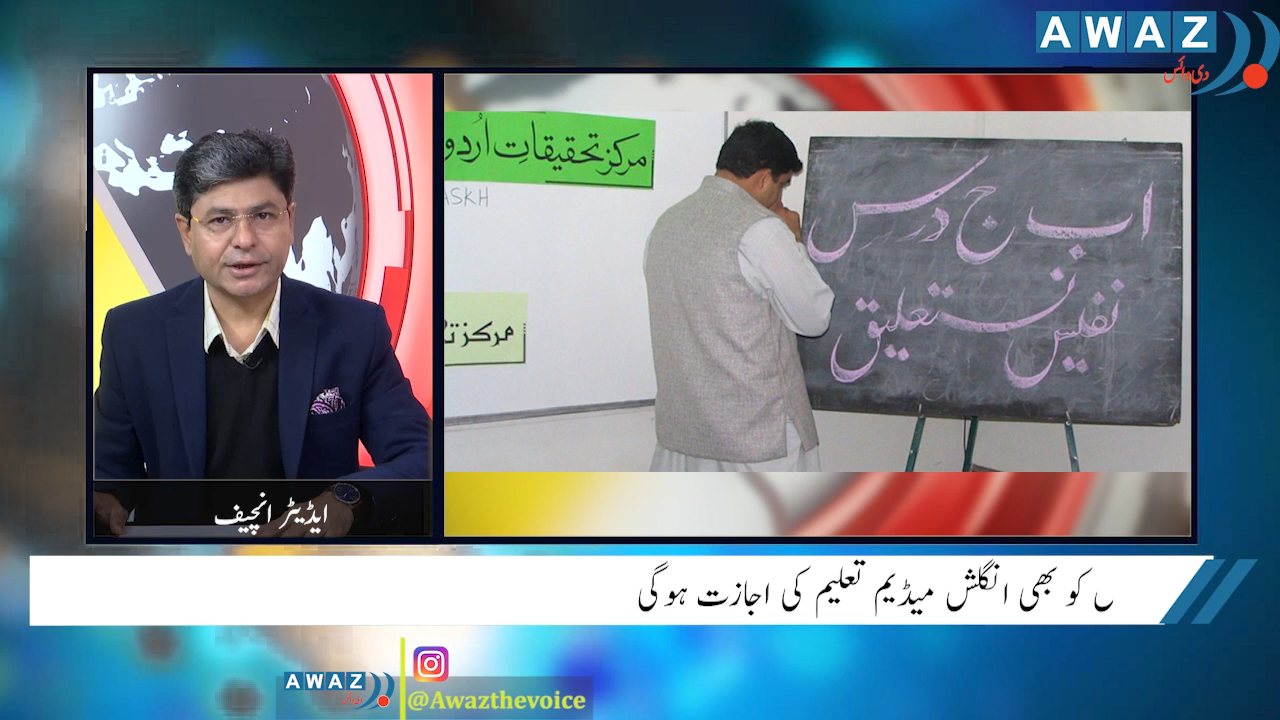 AWAZ
دی وائس
مرکز تحقیقاتِ اُردو
ASKH
مرکز
اب ج درس
نفیس نستعلیق
ایڈیٹر انچیف
ں کو بھی انگلش میڈیم تعلیم کی اجازت ہوگی
AWAZ
@Awazthevoice